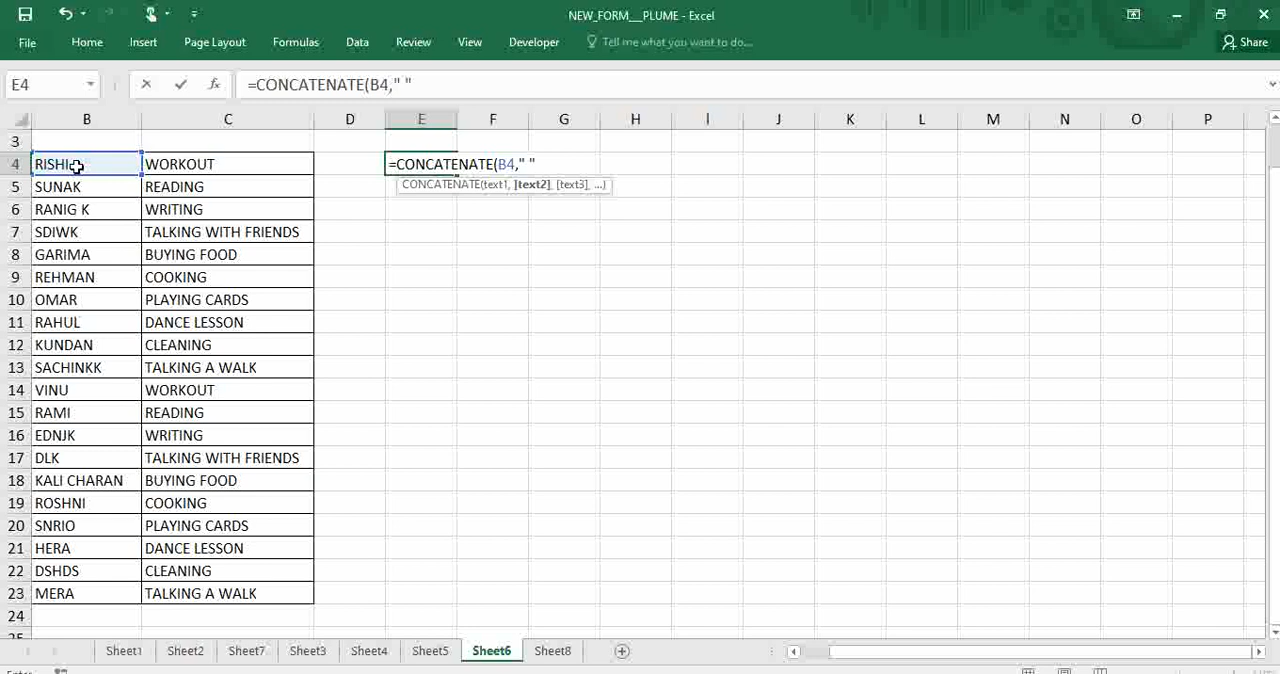 NEW_FORM__PLUME - Excel
File Home Insert Page Layout Formulas Data Review View Developer Tell me what you want to do... Share
E4 fx =CONCATENATE(B4," "
B C D E F G H I J K L M N O P
3
4 RISHI WORKOUT =CONCATENATE(B4," "
5 SUNAK READING CONCATENATE(text1, [text2], [text3], ...)
6 RANIG K WRITING
7 SDIWK TALKING WITH FRIENDS
8 GARIMA BUYING FOOD
9 REHMAN COOKING
10 OMAR PLAYING CARDS
11 RAHUL DANCE LESSON
12 KUNDAN CLEANING
13 SACHINKK TALKING A WALK
14 VINU WORKOUT
15 RAMI READING
16 EDNJK WRITING
17 DLK TALKING WITH FRIENDS
18 KALI CHARAN BUYING FOOD
19 ROSHNI COOKING
20 SNRIO PLAYING CARDS
21 HERA DANCE LESSON
22 DSHDS CLEANING
23 MERA TALKING A WALK
24
25
Sheet1 Sheet2 Sheet7 Sheet3 Sheet4 Sheet5 Sheet6 Sheet8
Enter